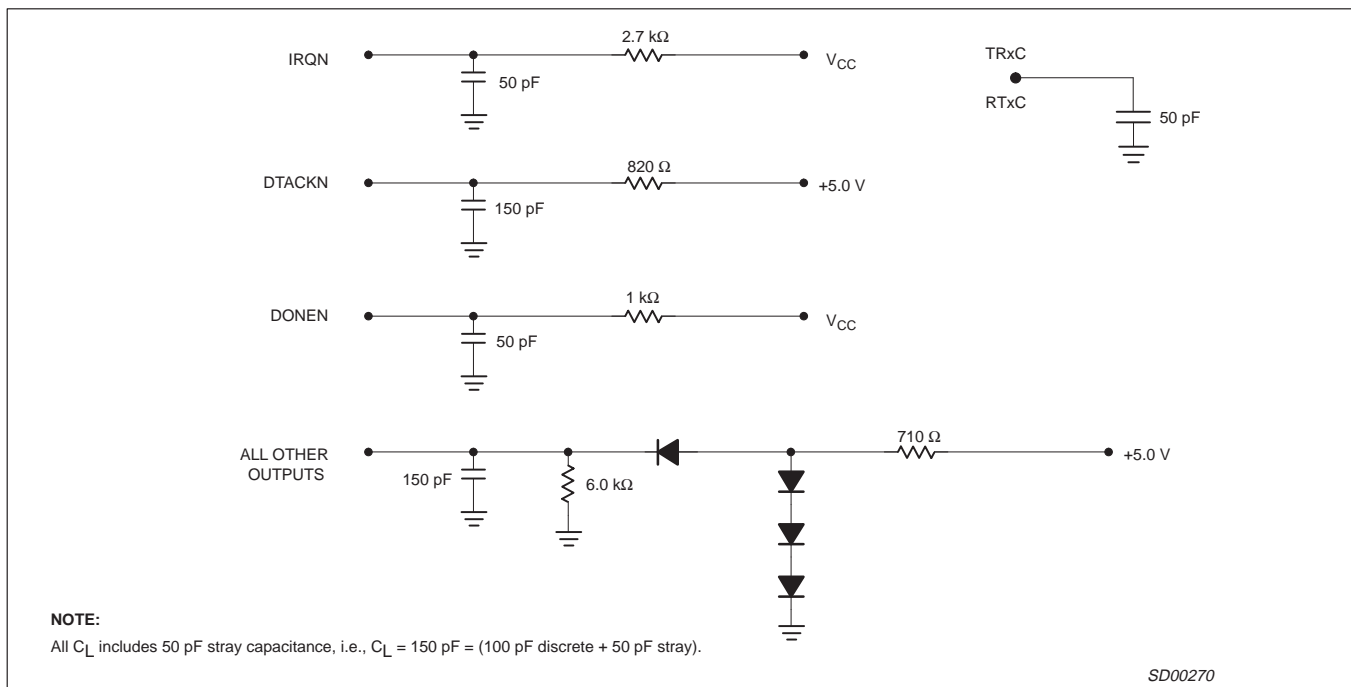 IRQN
2.7 kΩ
VCC
50 pF
TRxC
RTxC
50 pF
DTACKN
820 Ω
+5.0 V
150 pF
DONEN
1 kΩ
VCC
50 pF
ALL OTHER
OUTPUTS
710 Ω
+5.0 V
150 pF
6.0 kΩ
NOTE:
All CL includes 50 pF stray capacitance, i.e., CL = 150 pF = (100 pF discrete + 50 pF stray).
SD00270